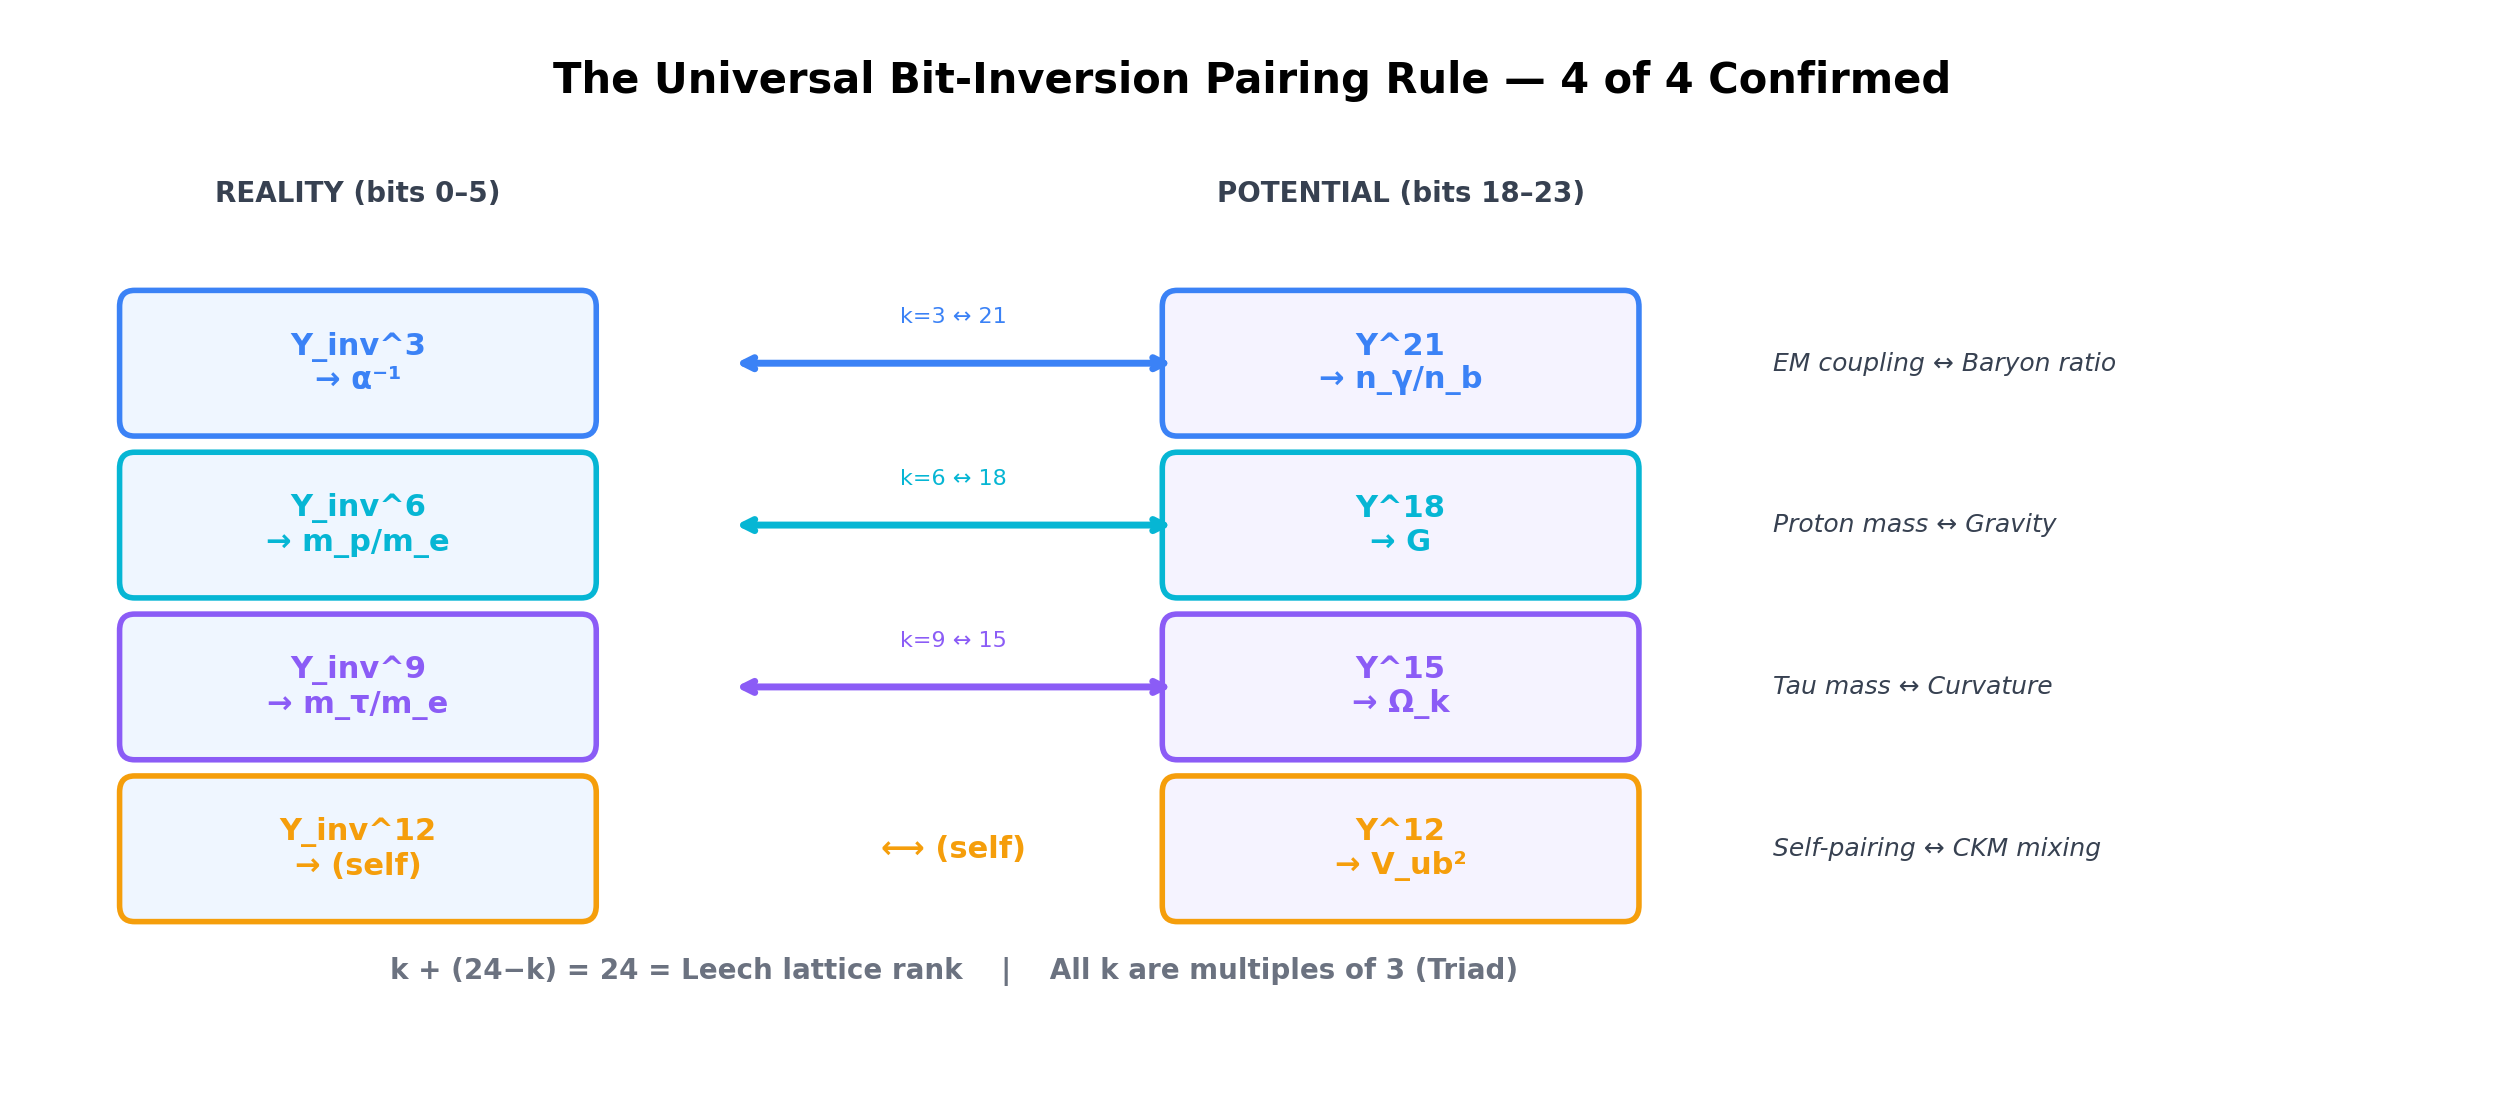 The Universal Bit-Inversion Pairing Rule — 4 of 4 Confirmed
REALITY (bits 0–5)
POTENTIAL (bits 18–23)
Y_inv^3
→ α⁻¹
k=3 ↔ 21
Y^21
→ n_γ/n_b
EM coupling ↔ Baryon ratio
Y_inv^6
→ m_p/m_e
k=6 ↔ 18
Y^18
→ G
Proton mass ↔ Gravity
Y_inv^9
→ m_τ/m_e
k=9 ↔ 15
Y^15
→ Ω_k
Tau mass ↔ Curvature
Y_inv^12
→ (self)
⟷ (self)
Y^12
→ V_ub²
Self-pairing ↔ CKM mixing
k + (24−k) = 24 = Leech lattice rank | All k are multiples of 3 (Triad)